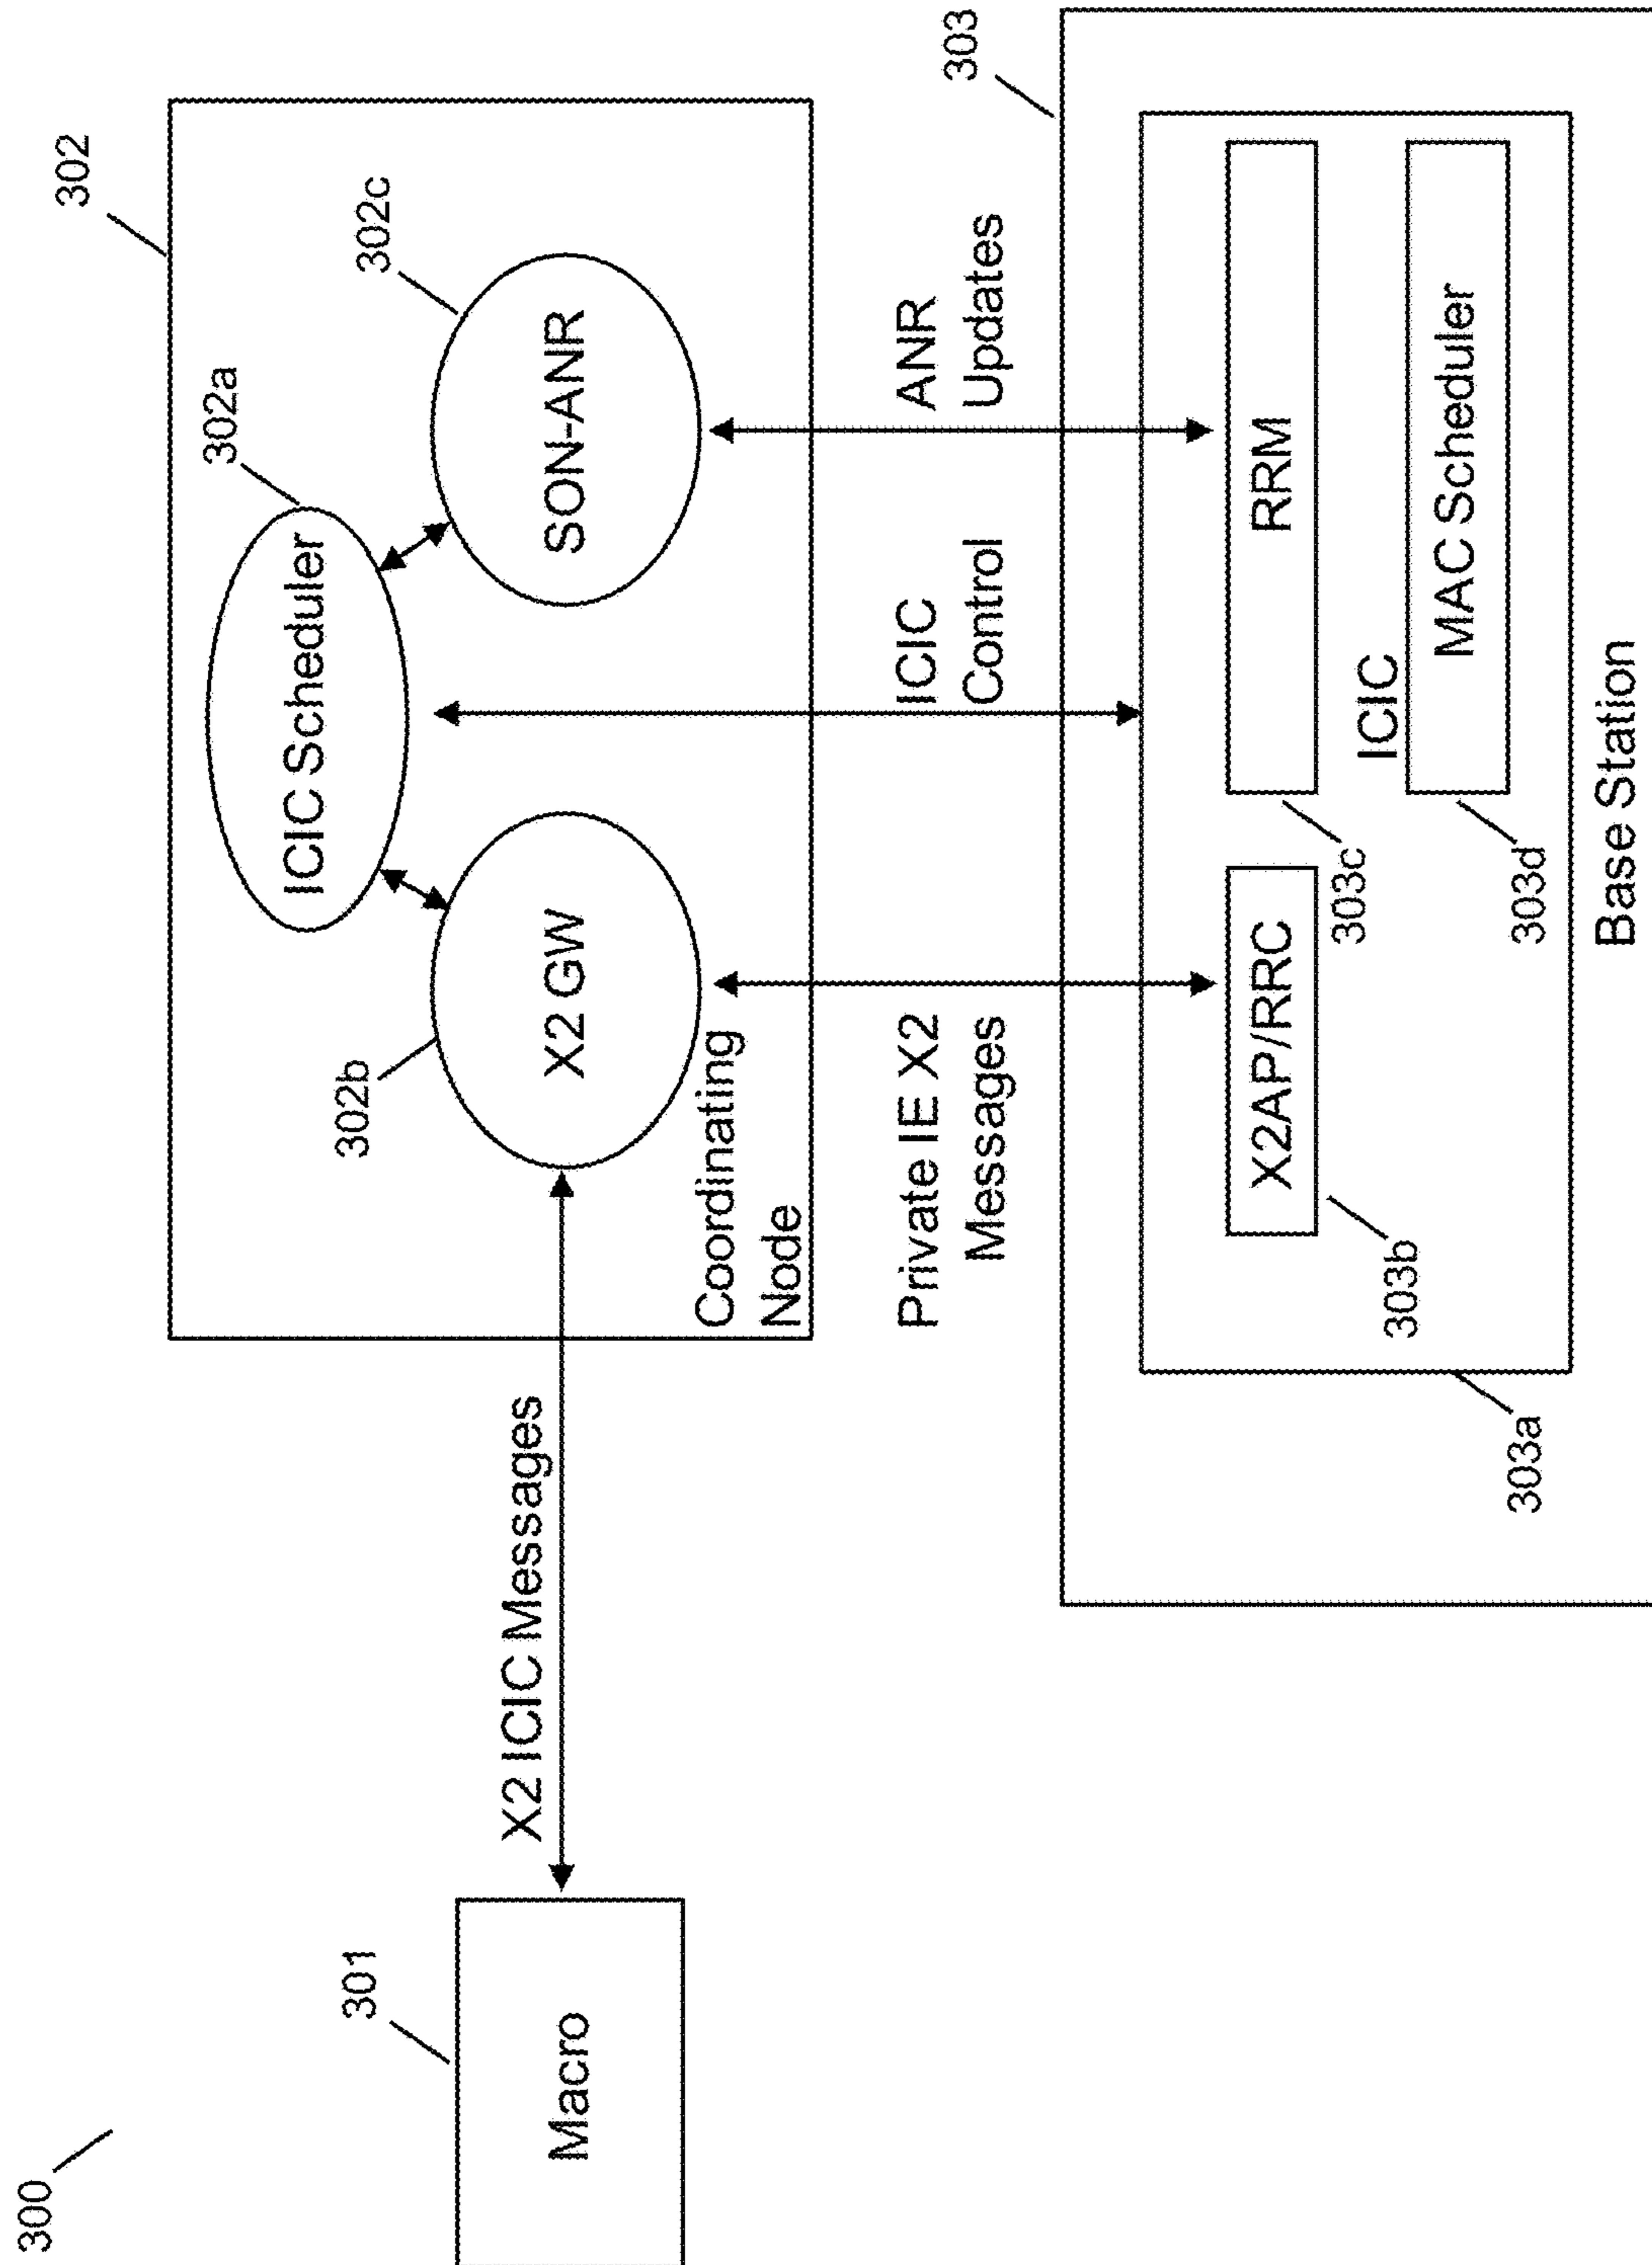 300
301
Macro
X2 ICIC Messages
302
302a
ICIC Scheduler
302b
X2 GW
302c
SON-ANR
Coordinating
Node
Private IE X2
Messages
ICIC
Control
ANR
Updates
303
303a
X2AP/RRC
303b
RRM
303c
ICIC
MAC Scheduler
303d
Base Station